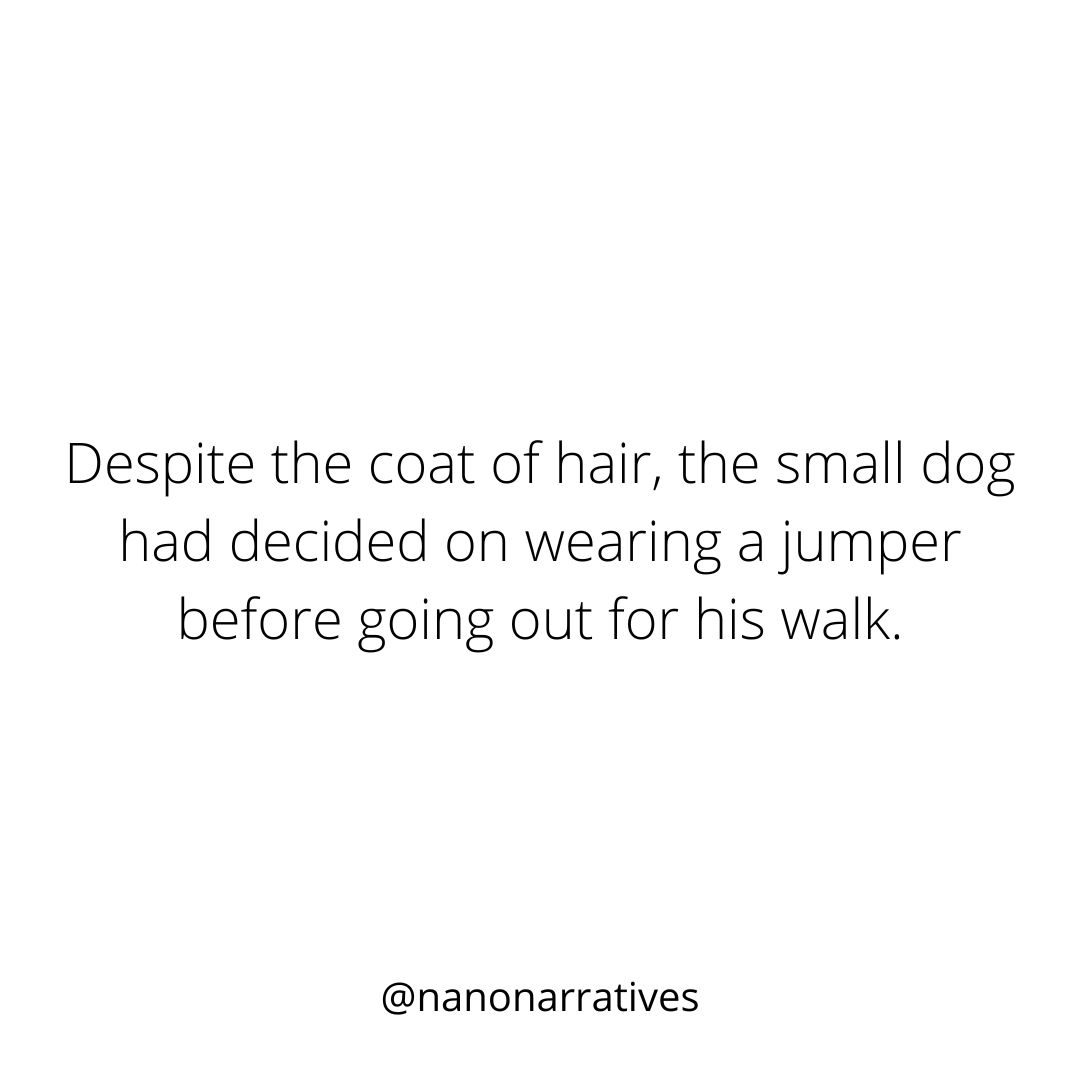 Despite the coat of hair, the small dog
had decided on wearing a jumper
before going out for his walk.
@nanonarratives